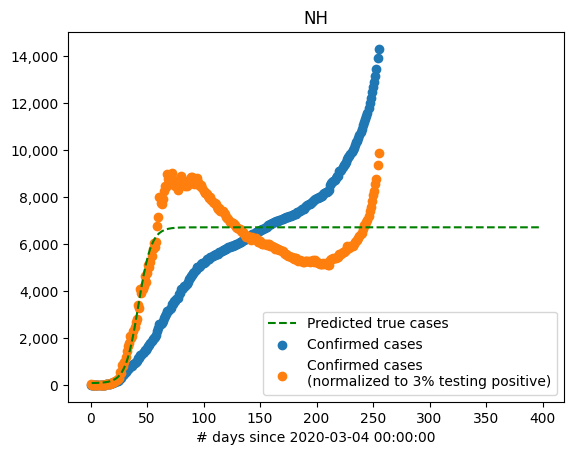 NH
14,000
12,000
10,000
8,000
6,000
4,000
2,000
0
Predicted true cases
Confirmed cases
Confirmed cases
(normalized to 3% testing positive)
0 50 100 150 200 250 300 350 400
# days since 2020-03-04 00:00:00